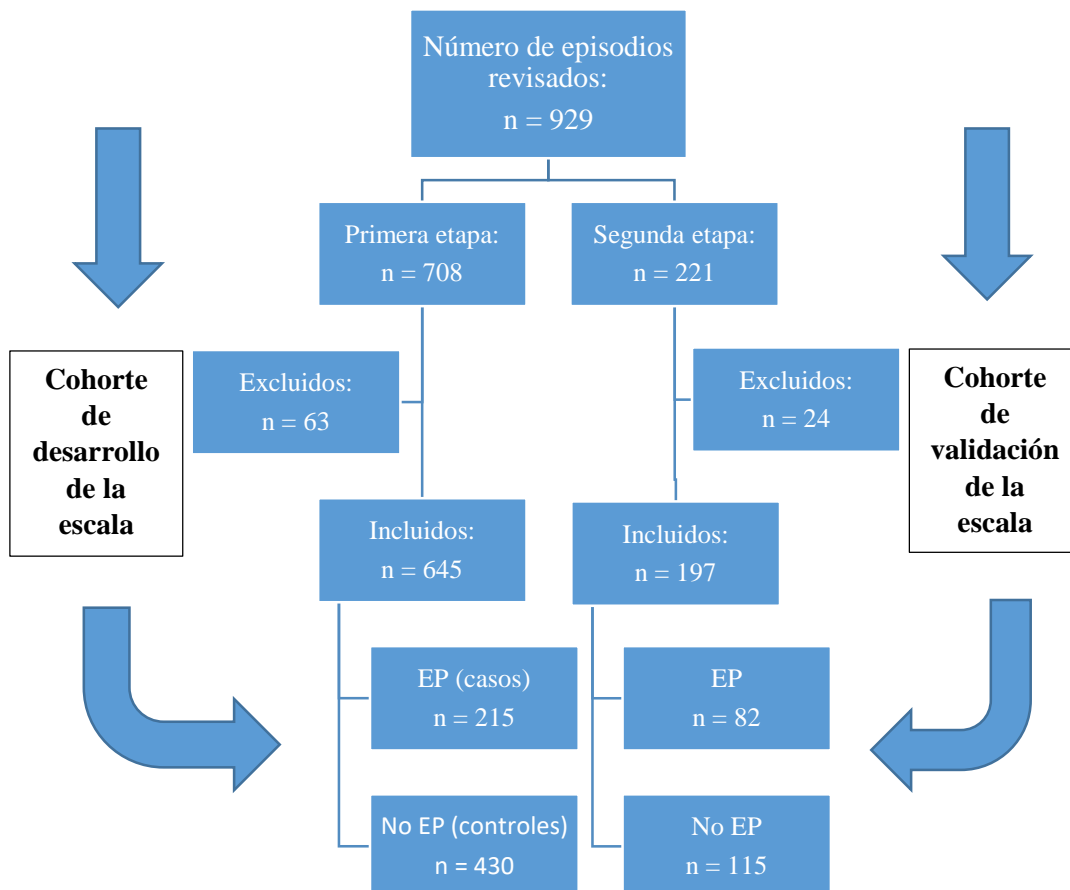 Número de episodios
revisados:
n = 929
Primera etapa:
n = 708
Segunda etapa:
n = 221
Cohorte
de
desarrollo
de la
escala
Excluidos:
n = 63
Excluidos:
n = 24
Cohorte
de
validación
de la
escala
Incluidos:
n = 645
Incluidos:
n = 197
EP (casos)
n = 215
EP
n = 82
No EP (controles)
n = 430
No EP
n = 115